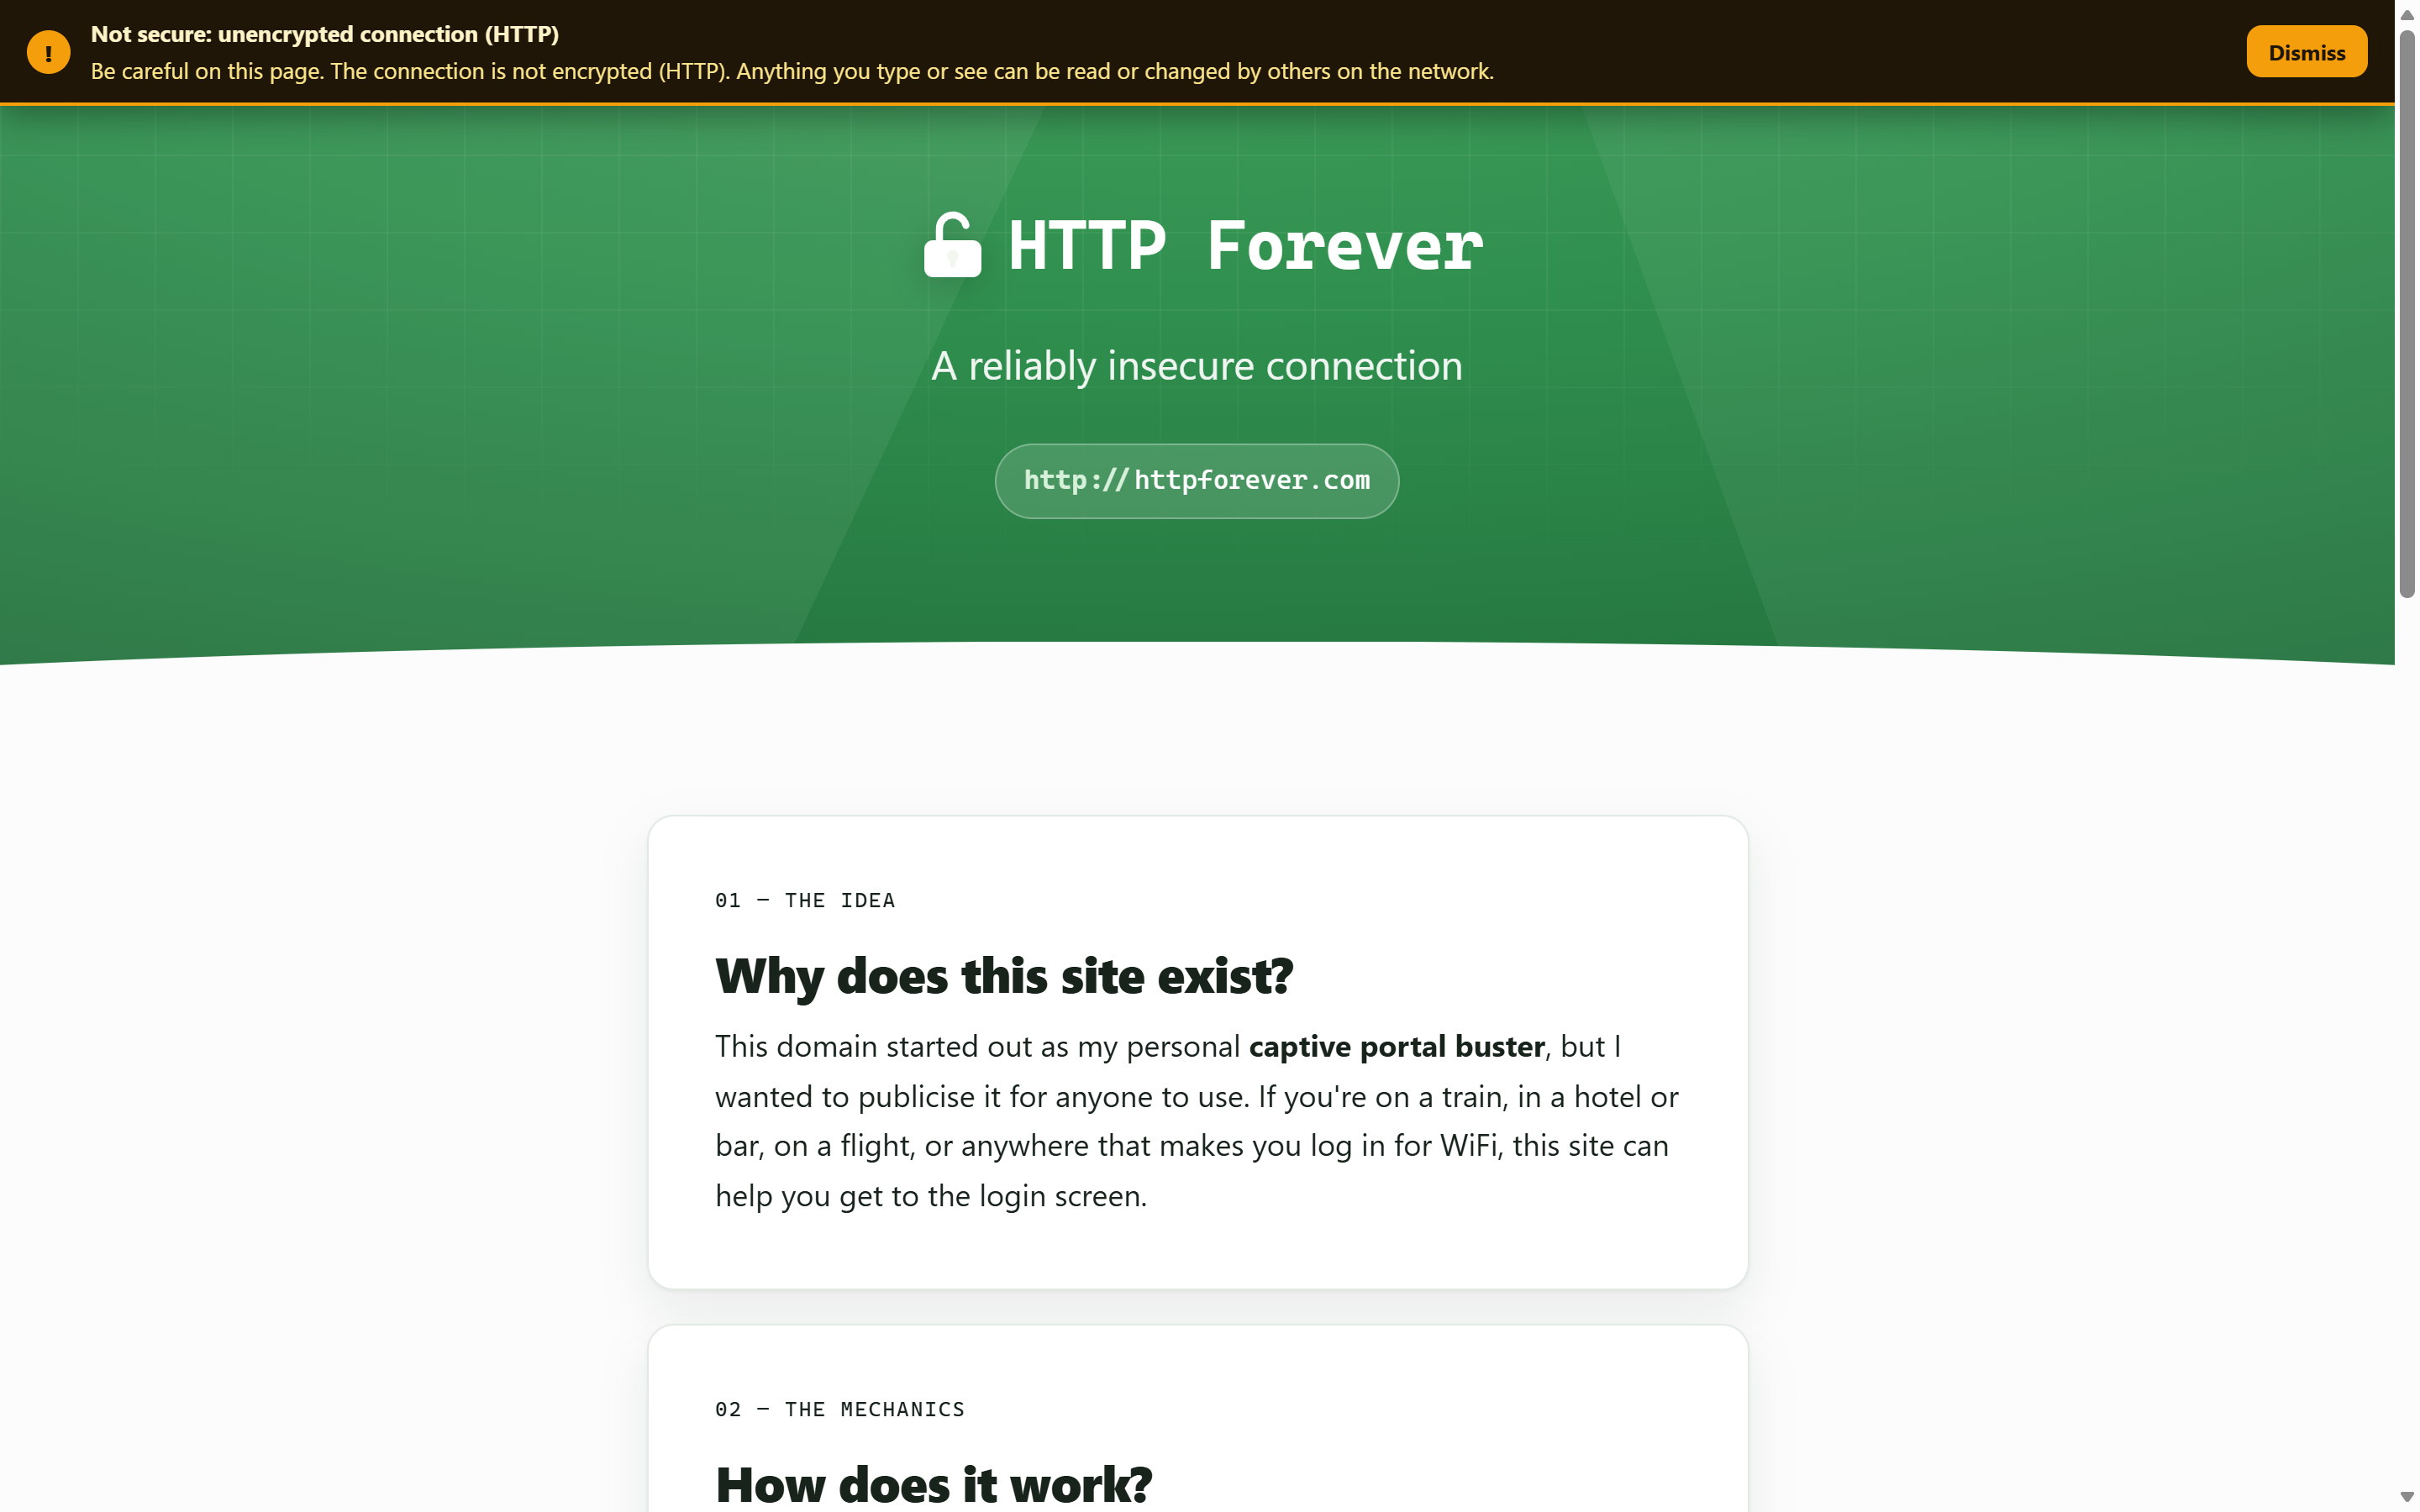 !
Not secure: unencrypted connection (HTTP)
Be careful on this page. The connection is not encrypted (HTTP). Anything you type or see can be read or changed by others on the network.
Dismiss
HTTP Forever
A reliably insecure connection
http://httpforever.com
01 — THE IDEA
Why does this site exist?
This domain started out as my personal captive portal buster, but I
wanted to publicise it for anyone to use. If you're on a train, in a hotel or
bar, on a flight, or anywhere that makes you log in for WiFi, this site can
help you get to the login screen.
02 — THE MECHANICS
How does it work?